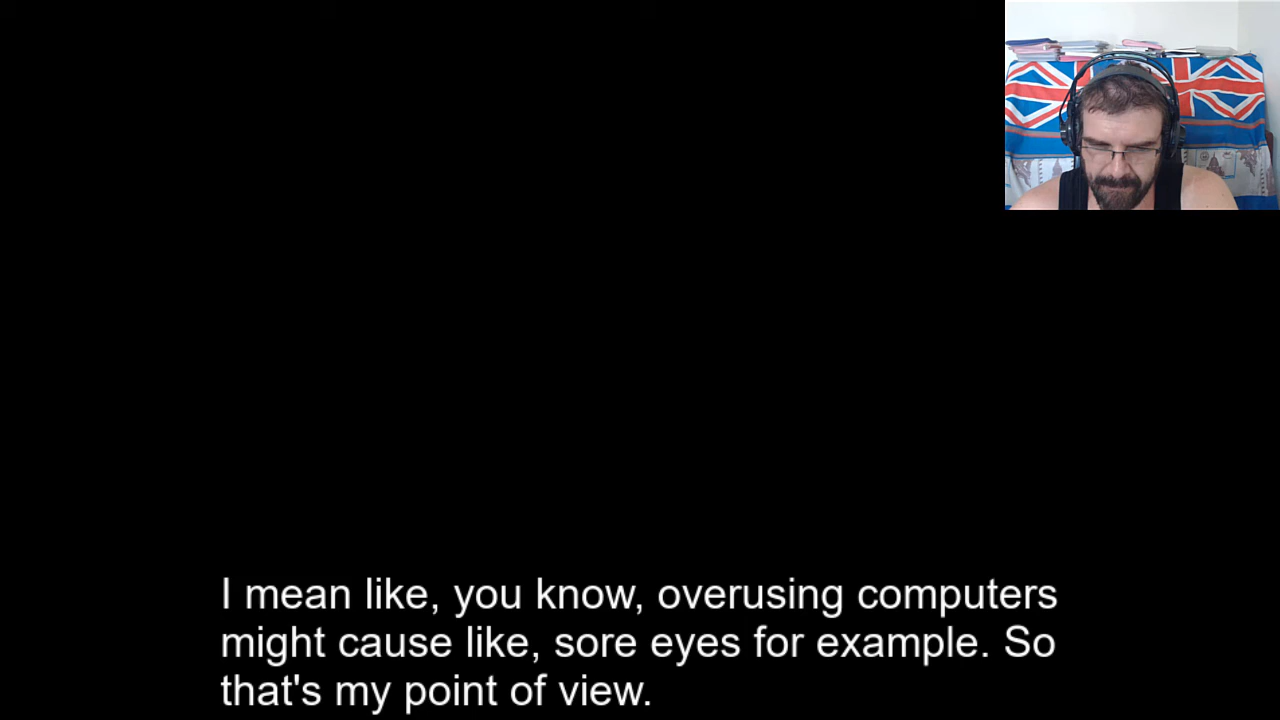 I mean like, you know, overusing computers
might cause like, sore eyes for example. So
that's my point of view.